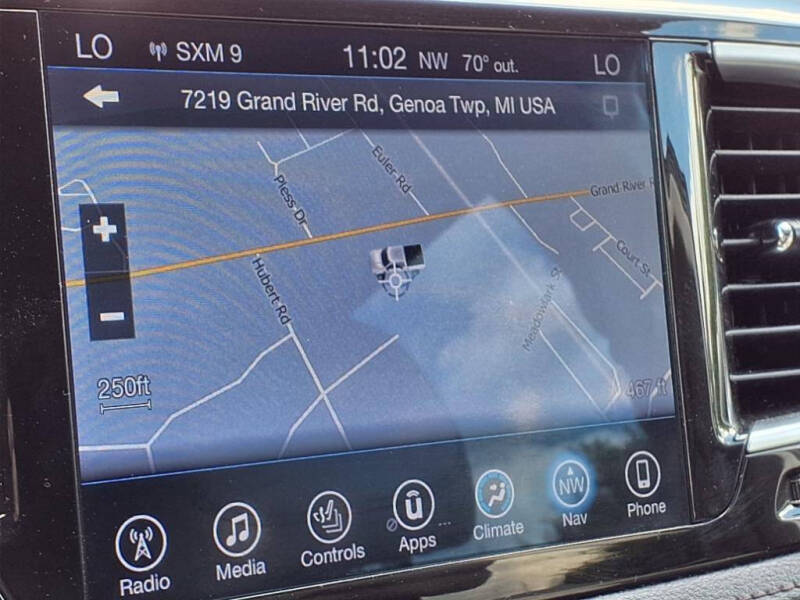 LO SXM 9 11:02 NW 70° out. LO
7219 Grand River Rd, Genoa Twp, MI USA
Euler Rd
Pless Dr
Grand River R
Hubert Rd
Court St
Meadowlark St
+
-
250ft
467 ft
Radio
Media
Controls
Apps
Climate
NW
Nav
Phone